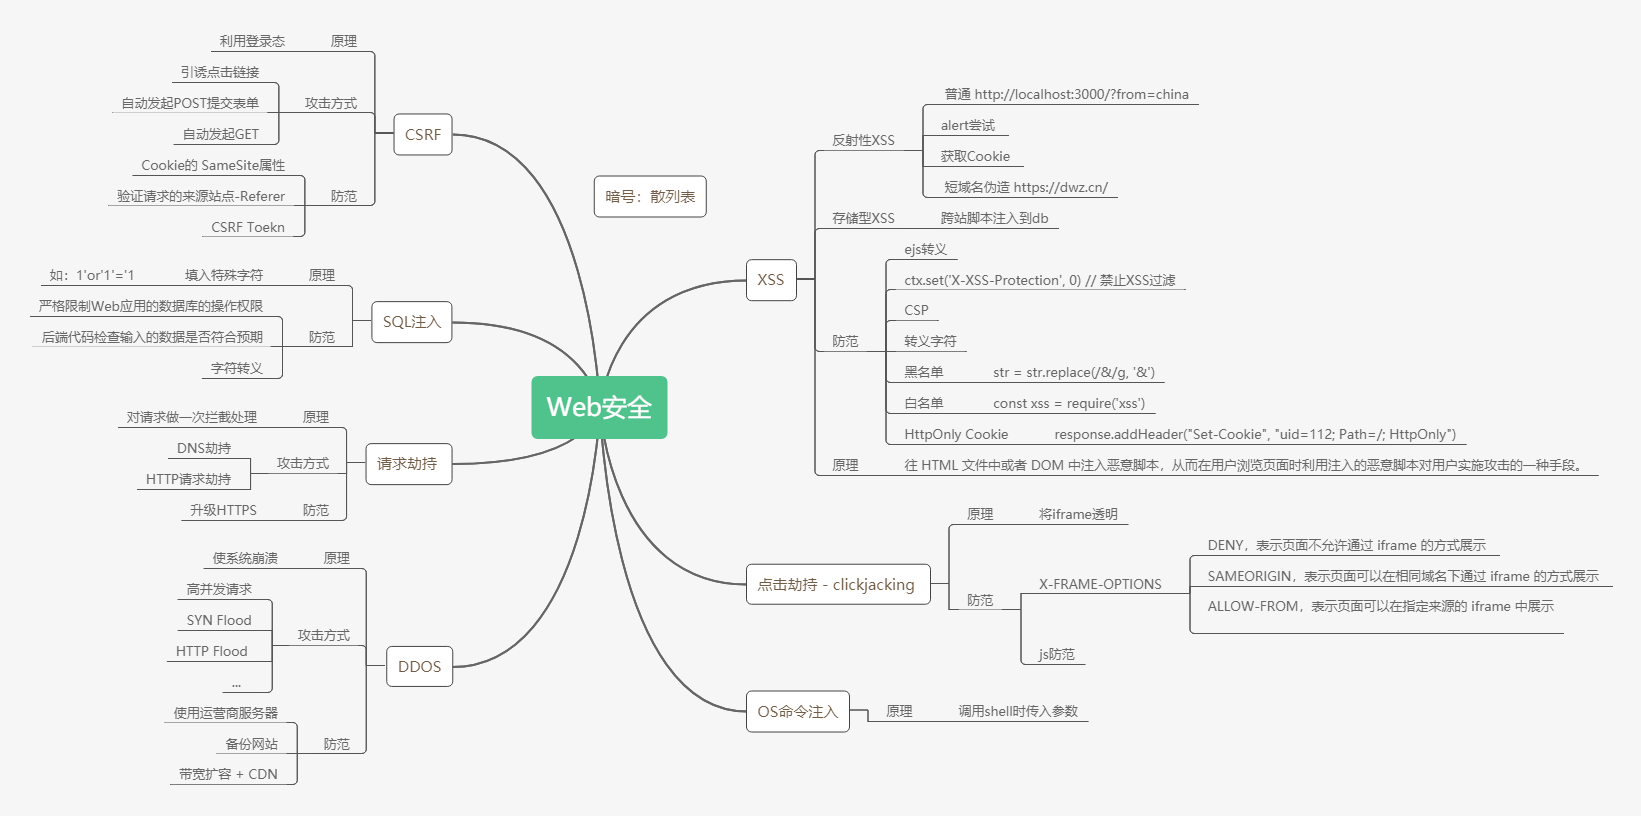 Web安全
暗号：散列表
CSRF
原理
利用登录态
攻击方式
引诱点击链接
自动发起POST提交表单
自动发起GET
防范
Cookie的 SameSite属性
验证请求的来源站点-Referer
CSRF Toekn
SQL注入
原理
填入特殊字符
如：1'or'1'='1
防范
严格限制Web应用的数据库的操作权限
后端代码检查输入的数据是否符合预期
字符转义
请求劫持
原理
对请求做一次拦截处理
攻击方式
DNS劫持
HTTP请求劫持
防范
升级HTTPS
DDOS
原理
使系统崩溃
攻击方式
高并发请求
SYN Flood
HTTP Flood
...
防范
使用运营商服务器
备份网站
带宽扩容 + CDN
XSS
反射性XSS
普通 http://localhost:3000/?from=china
alert尝试
获取Cookie
短域名伪造 https://dwz.cn/
存储型XSS
跨站脚本注入到db
防范
ejs转义
ctx.set('X-XSS-Protection', 0) // 禁止XSS过滤
CSP
转义字符
黑名单
str = str.replace(/&/g, '&')
白名单
const xss = require('xss')
HttpOnly Cookie
response.addHeader("Set-Cookie", "uid=112; Path=/; HttpOnly")
原理
往 HTML 文件中或者 DOM 中注入恶意脚本，从而在用户浏览页面时利用注入的恶意脚本对用户实施攻击的一种手段。
点击劫持 - clickjacking
原理
将iframe透明
防范
X-FRAME-OPTIONS
DENY，表示页面不允许通过 iframe 的方式展示
SAMEORIGIN，表示页面可以在相同域名下通过 iframe 的方式展示
ALLOW-FROM，表示页面可以在指定来源的 iframe 中展示
js防范
OS命令注入
原理
调用shell时传入参数